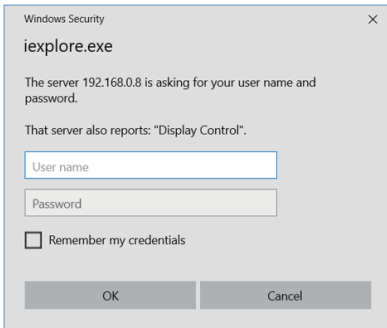 Windows Security
iexplore.exe
The server 192.168.0.8 is asking for your user name and
password.
That server also reports: "Display Control".
User name
Password
Remember my credentials
OK Cancel